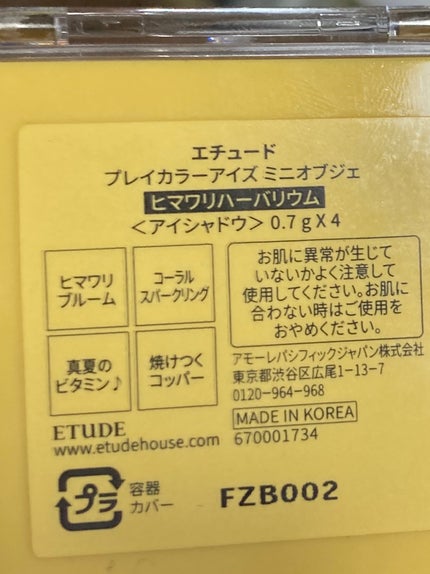 エチュード
プレイカラーアイズ ミニオブジェ
ヒマワリハーバリウム
＜アイシャドウ＞ 0.7gX4
ヒマワリ
ブルーム
コーラル
スパークリング
真夏の
ビタミン♪
焼けつく
コッパー
お肌に異常が生じて
いないかよく注意して
使用してください。お肌に
合わない時はご使用を
おやめください。
アモーレパシフィックジャパン株式会社
東京都渋谷区広尾1−13−7
0120−964−968
MADE IN KOREA
670001734
ETUDE
www.etudehouse.com
プラ
容器
カバー
FZB002